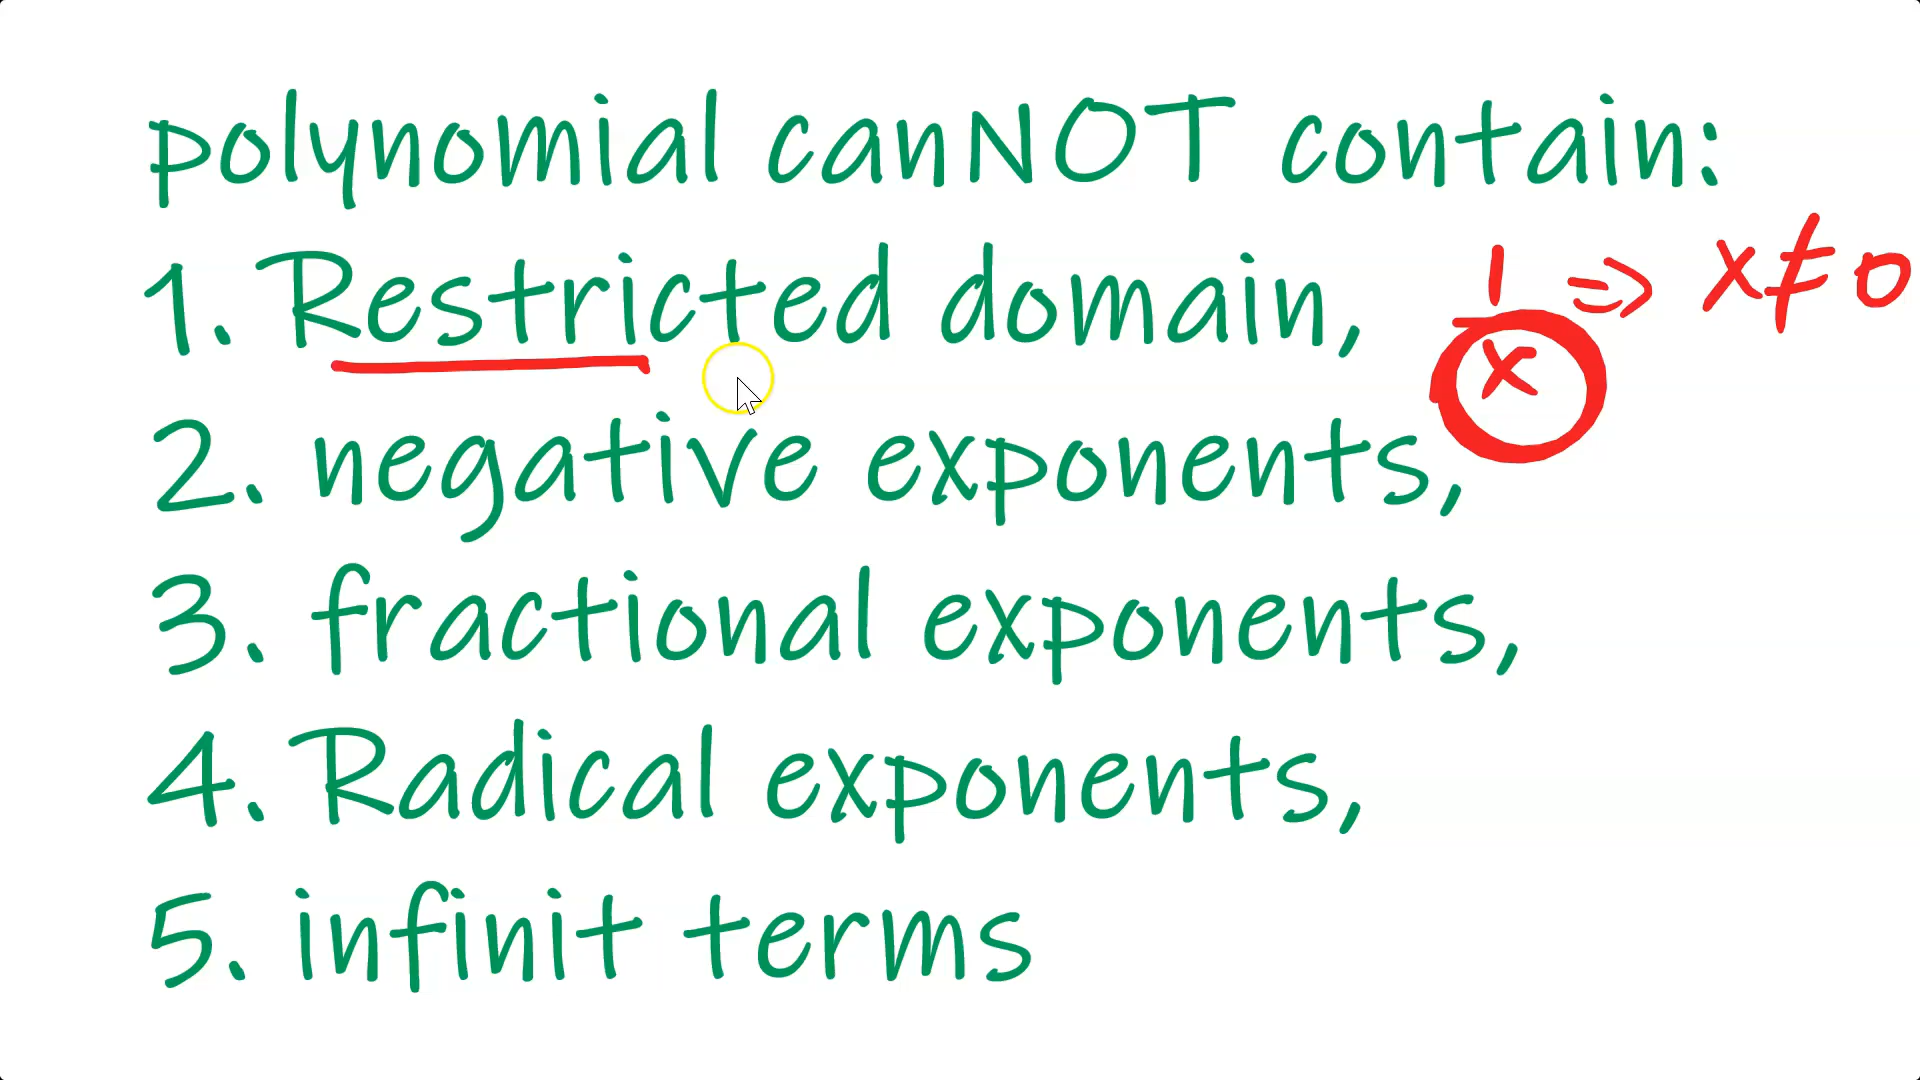 polynomial canNOT contain:
1. Restricted domain,
1/x => x≠0
2. negative exponents,
3. fractional exponents,
4. Radical exponents,
5. infinit terms